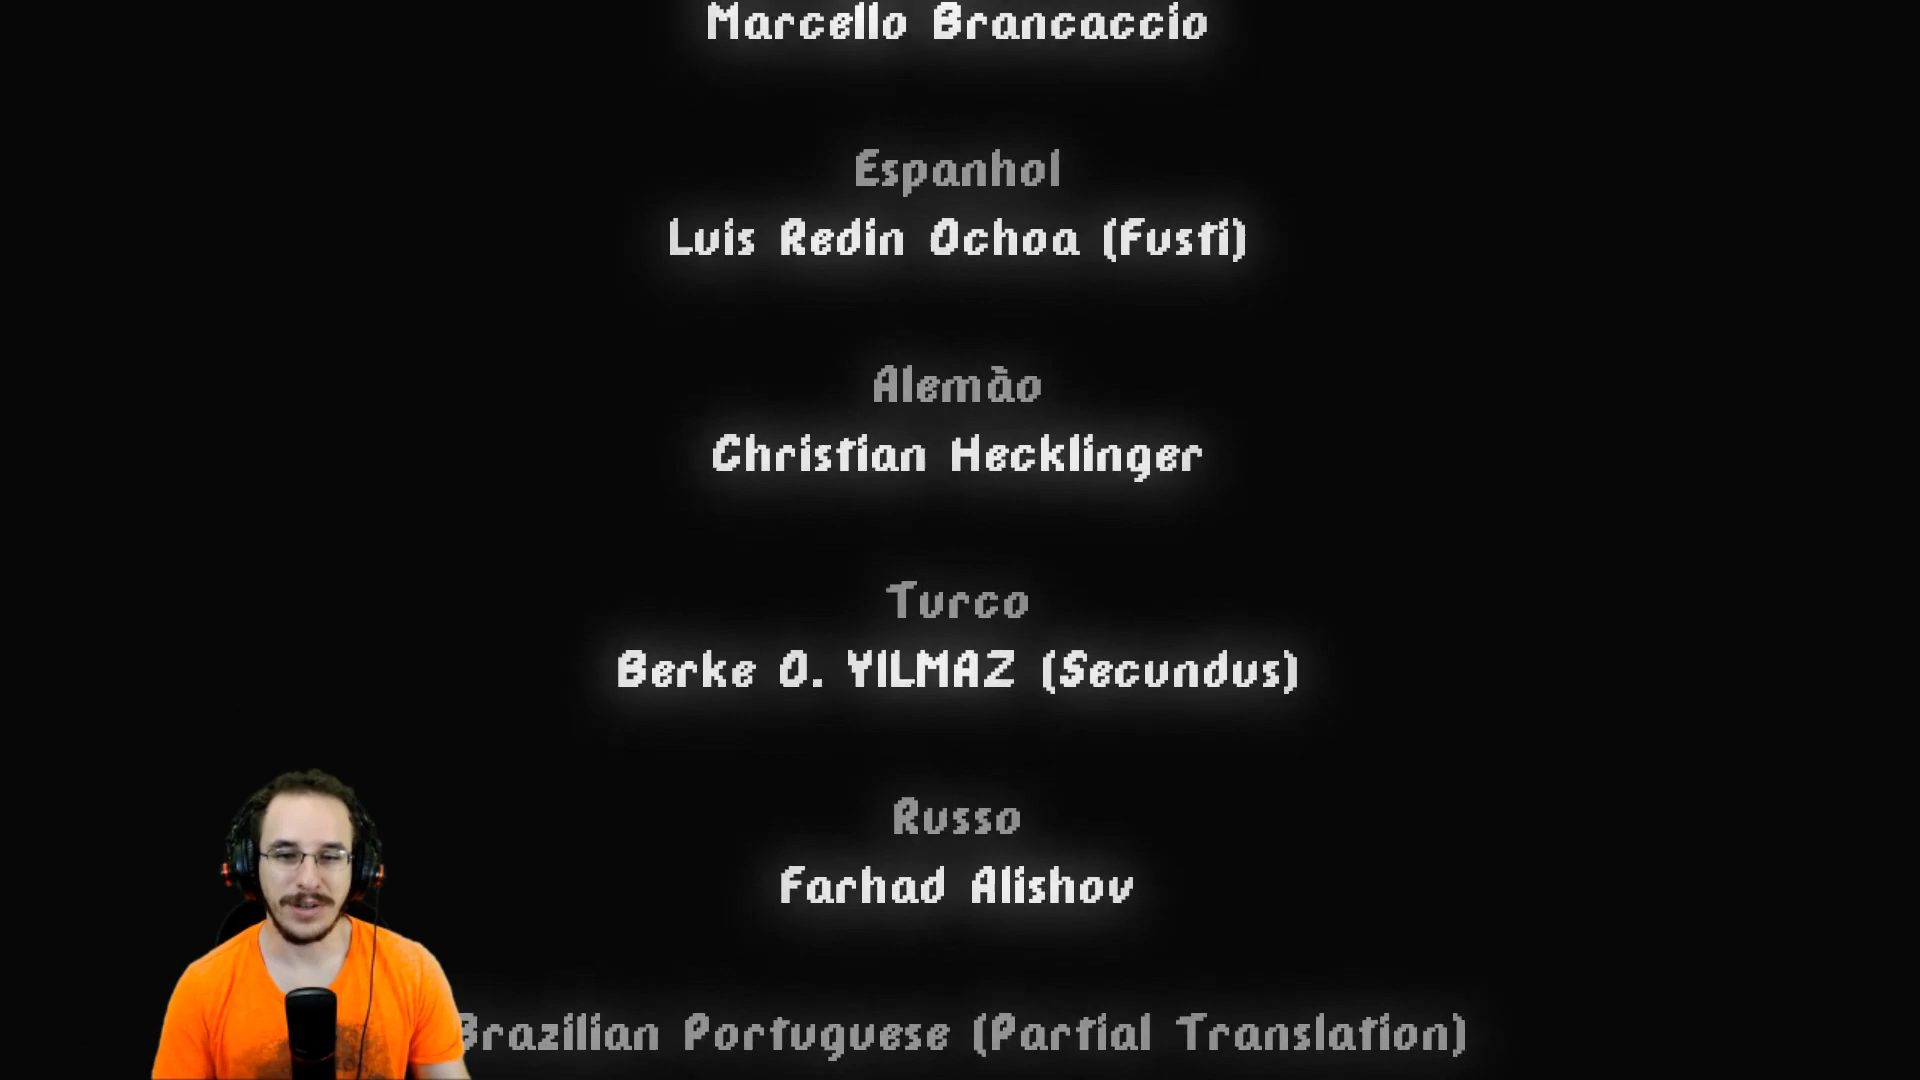 Marcello Brancaccio
Espanhol
Luis Redin Ochoa (Fusti)
Alemão
Christian Hecklinger
Turco
Berke O. YILMAZ (Secundus)
Russo
Farhad Alishov
Brazilian Portuguese (Partial Translation)